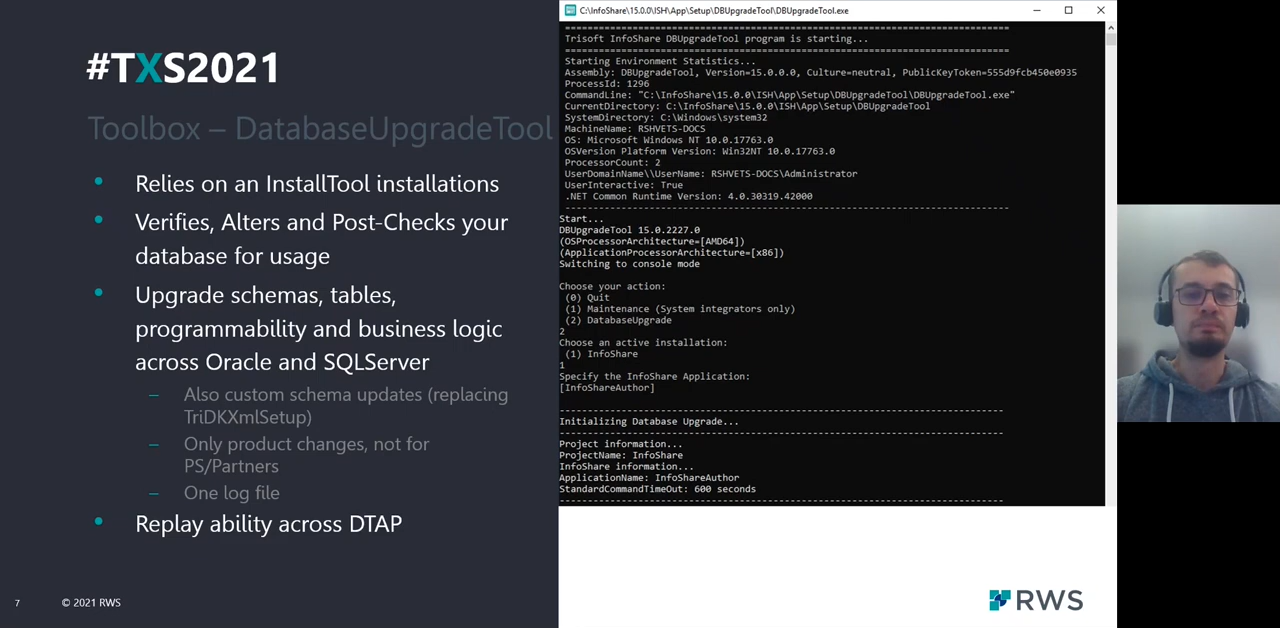 #TXS2021
Toolbox – DatabaseUpgradeTool
• Relies on an InstallTool installations
• Verifies, Alters and Post-Checks your
database for usage
• Upgrade schemas, tables,
programmability and business logic
across Oracle and SQLServer
– Also custom schema updates (replacing
TriDKXmlSetup)
– Only product changes, not for
PS/Partners
– One log file
• Replay ability across DTAP
7 © 2021 RWS
C:\InfoShare\15.0.0\ISH\App\Setup\DBUpgradeTool\DBUpgradeTool.exe
================================================================================
Trisoft InfoShare DBUpgradeTool program is starting...
================================================================================
Starting Environment Statistics...
Assembly: DBUpgradeTool, Version=15.0.0.0, Culture=neutral, PublicKeyToken=555d9fcb450e0935
ProcessId: 1296
CommandLine: "C:\InfoShare\15.0.0\ISH\App\Setup\DBUpgradeTool\DBUpgradeTool.exe"
CurrentDirectory: C:\InfoShare\15.0.0\ISH\App\Setup\DBUpgradeTool
SystemDirectory: C:\Windows\system32
MachineName: RSHVETS-DOCS
OS: Microsoft Windows NT 10.0.17763.0
OSVersion Platform Version: Win32NT 10.0.17763.0
ProcessorCount: 2
UserDomainName\\UserName: RSHVETS-DOCS\Administrator
UserInteractive: True
.NET Common Runtime Version: 4.0.30319.42000
--------------------------------------------------------------------------------
Start...
DBUpgradeTool 15.0.2227.0
(OSProcessorArchitecture=[AMD64])
(ApplicationProcessorArchitecture=[x86])
Switching to console mode
Choose your action:
(0) Quit
(1) Maintenance (System integrators only)
(2) DatabaseUpgrade
2
Choose an active installation:
(1) InfoShare
1
Specify the InfoShare Application:
[InfoShareAuthor]
--------------------------------------------------------------------------------
Initializing Database Upgrade...
--------------------------------------------------------------------------------
Project information...
ProjectName: InfoShare
InfoShare information...
ApplicationName: InfoShareAuthor
StandardCommandTimeOut: 600 seconds
--------------------------------------------------------------------------------
RWS